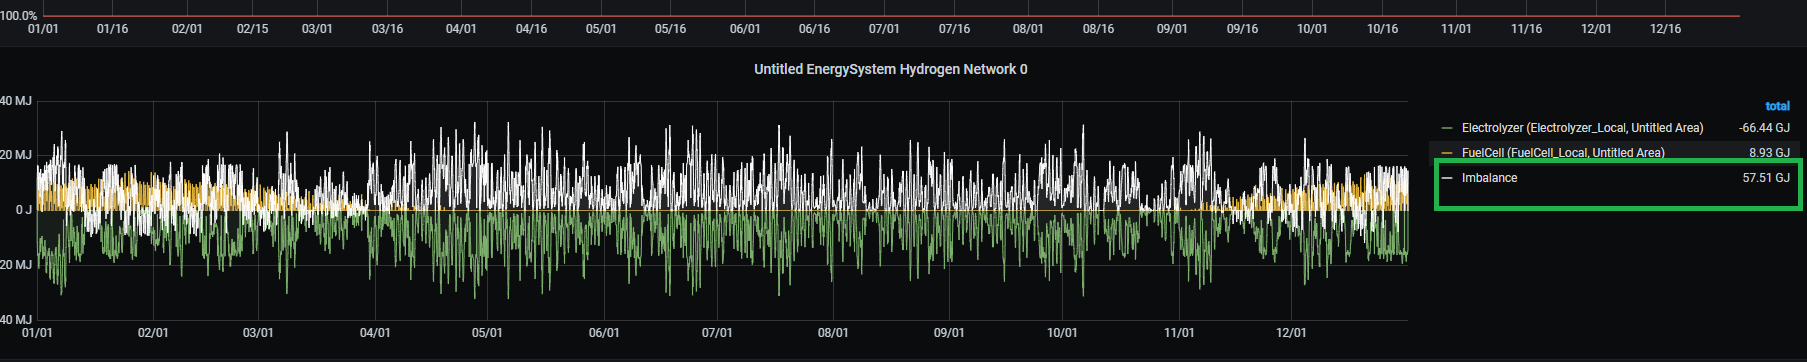 100.0%
01/01 01/16 02/01 02/15 03/01 03/16 04/01 04/16 05/01 05/16 06/01 06/16 07/01 07/16 08/01 08/16 09/01 09/16 10/01 10/16 11/01 11/16 12/01 12/16
Untitled EnergySystem Hydrogen Network 0
40 MJ
20 MJ
0 J
20 MJ
40 MJ
01/01 02/01 03/01 04/01 05/01 06/01 07/01 08/01 09/01 10/01 11/01 12/01
total
Electrolyzer (Electrolyzer_Local, Untitled Area) -66.44 GJ
FuelCell (FuelCell_Local, Untitled Area) 8.93 GJ
Imbalance 57.51 GJ